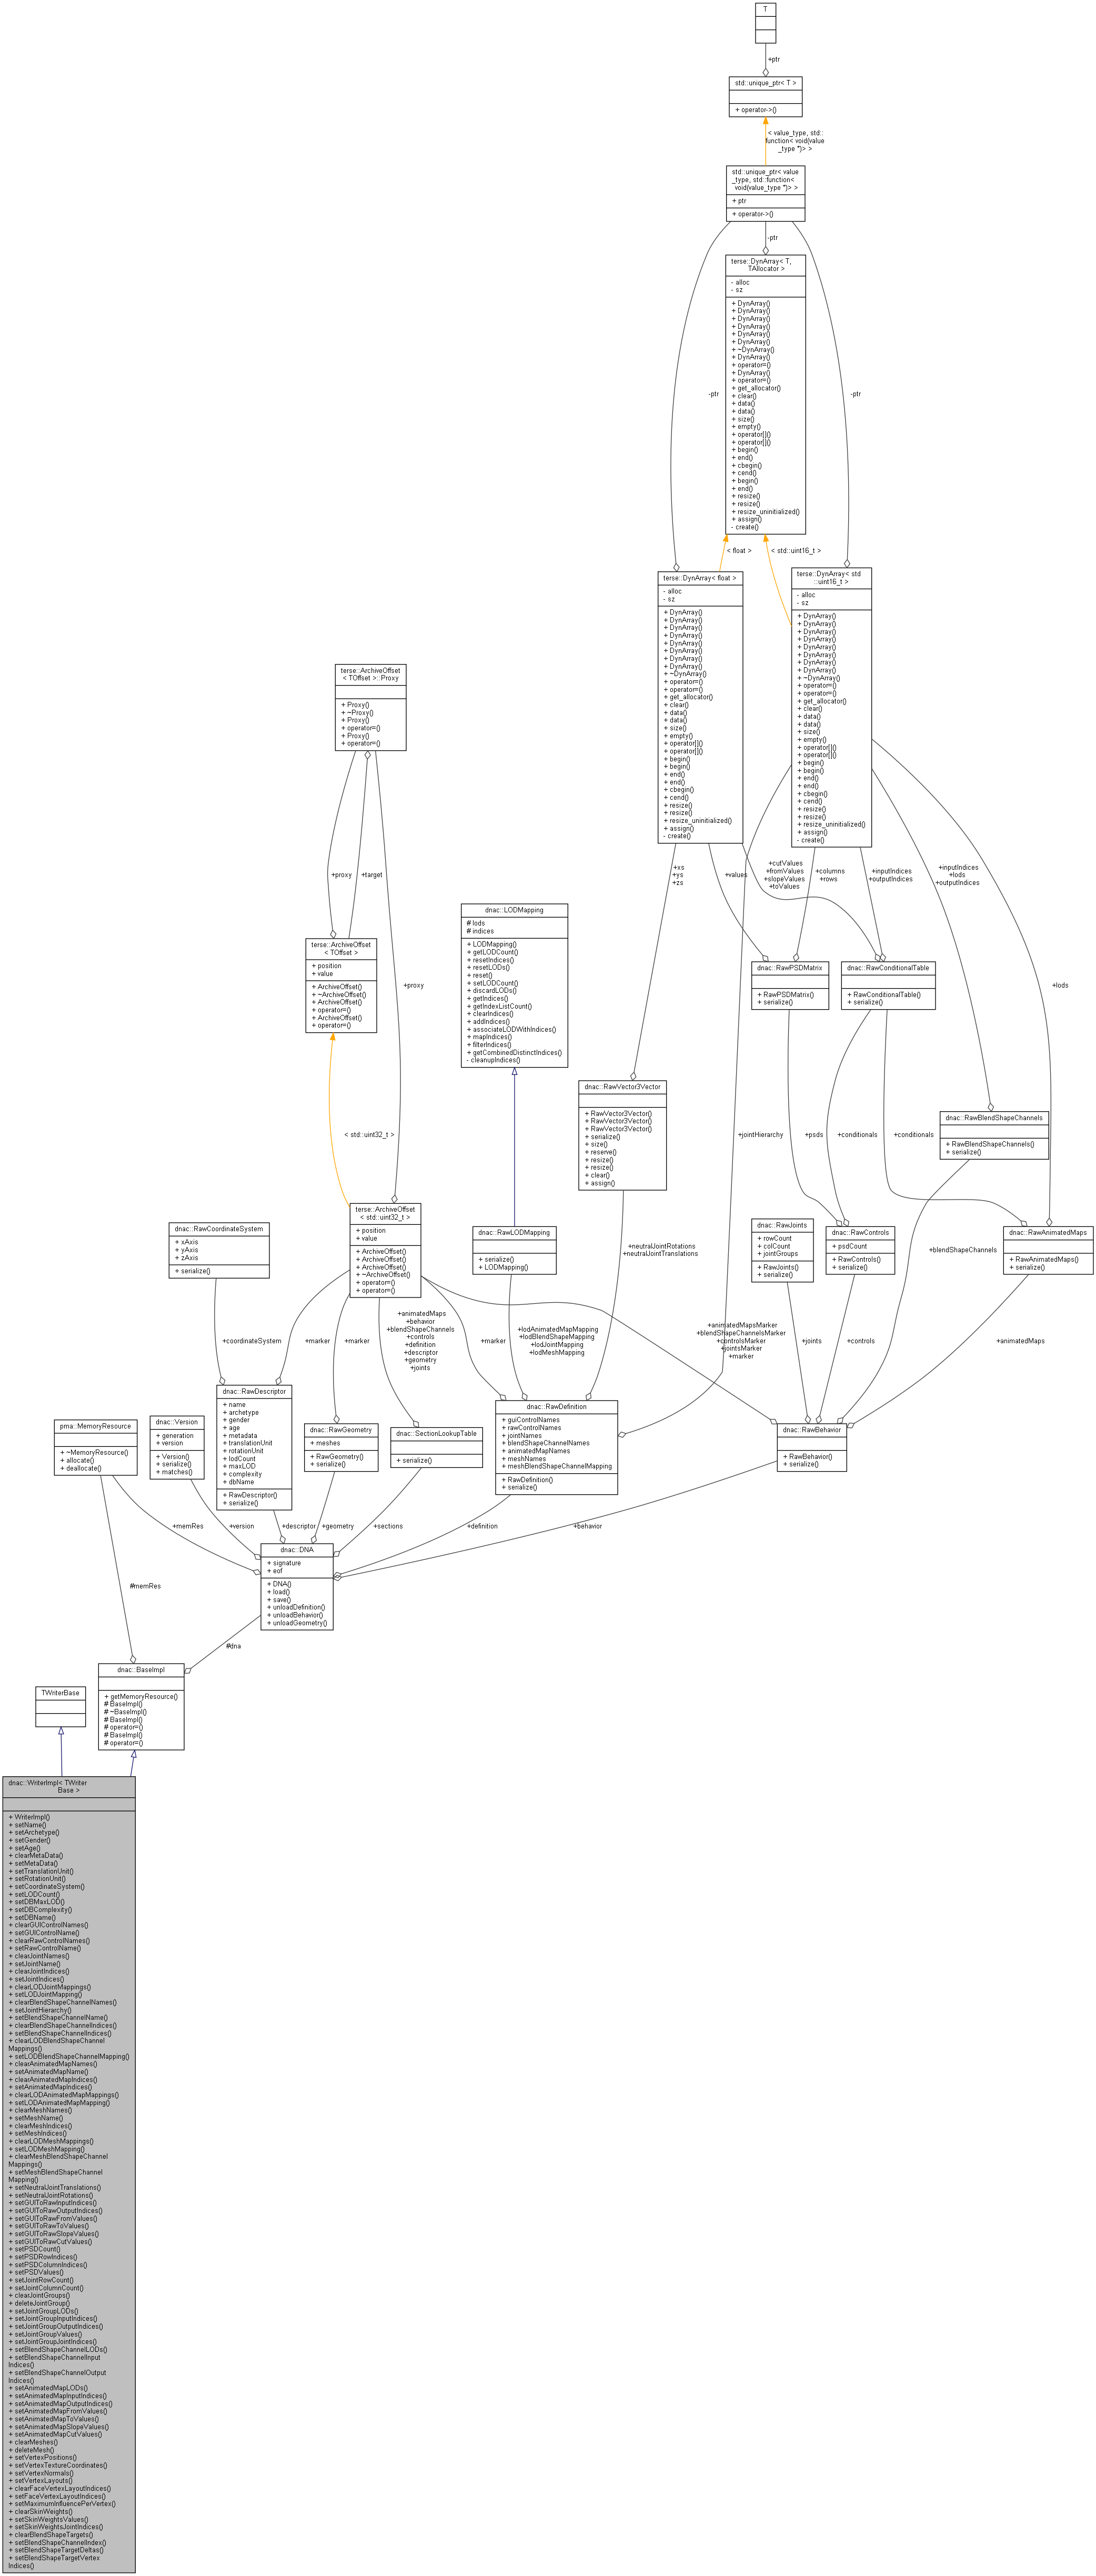 T
+ptr
std::unique_ptr< T >
+ operator->()
< value_type, std::
function< void(value
_type *)> >
std::unique_ptr< value
_type, std::function<
void(value_type *)> >
+ ptr
+ operator->()
-ptr
-ptr
-ptr
terse::DynArray< T,
TAllocator >
- alloc
- sz
+ DynArray()
+ DynArray()
+ DynArray()
+ DynArray()
+ DynArray()
+ DynArray()
+ ~DynArray()
+ DynArray()
+ operator=()
+ DynArray()
+ operator=()
+ get_allocator()
+ clear()
+ data()
+ data()
+ size()
+ empty()
+ operator[]()
+ operator[]()
+ begin()
+ end()
+ cbegin()
+ cend()
+ begin()
+ end()
+ resize()
+ resize()
+ resize_uninitialized()
+ assign()
- create()
< float >
< std::uint16_t >
terse::DynArray< float >
- alloc
- sz
+ DynArray()
+ DynArray()
+ DynArray()
+ DynArray()
+ DynArray()
+ DynArray()
+ DynArray()
+ DynArray()
+ ~DynArray()
+ operator=()
+ operator=()
+ get_allocator()
+ clear()
+ data()
+ data()
+ size()
+ empty()
+ operator[]()
+ operator[]()
+ begin()
+ begin()
+ end()
+ end()
+ cbegin()
+ cend()
+ resize()
+ resize()
+ resize_uninitialized()
+ assign()
- create()
terse::DynArray< std
::uint16_t >
- alloc
- sz
+ DynArray()
+ DynArray()
+ DynArray()
+ DynArray()
+ DynArray()
+ DynArray()
+ DynArray()
+ DynArray()
+ ~DynArray()
+ operator=()
+ operator=()
+ get_allocator()
+ clear()
+ data()
+ data()
+ size()
+ empty()
+ operator[]()
+ operator[]()
+ begin()
+ begin()
+ end()
+ end()
+ cbegin()
+ cend()
+ resize()
+ resize()
+ resize_uninitialized()
+ assign()
- create()
terse::ArchiveOffset
< TOffset >::Proxy
+ Proxy()
+ ~Proxy()
+ Proxy()
+ operator=()
+ Proxy()
+ operator=()
+proxy
+target
+proxy
+xs
+ys
+zs
+values
+cutValues
+fromValues
+slopeValues
+toValues
+columns
+rows
+inputIndices
+outputIndices
+inputIndices
+lods
+outputIndices
+lods
terse::ArchiveOffset
< TOffset >
+ position
+ value
+ ArchiveOffset()
+ ~ArchiveOffset()
+ ArchiveOffset()
+ operator=()
+ ArchiveOffset()
+ operator=()
dnac::LODMapping
# lods
# indices
+ LODMapping()
+ getLODCount()
+ resetIndices()
+ resetLODs()
+ reset()
+ setLODCount()
+ discardLODs()
+ getIndices()
+ getIndexListCount()
+ clearIndices()
+ addIndices()
+ associateLODWithIndices()
+ mapIndices()
+ filterIndices()
+ getCombinedDistinctIndices()
- cleanupIndices()
dnac::RawPSDMatrix
+ RawPSDMatrix()
+ serialize()
dnac::RawConditionalTable
+ RawConditionalTable()
+ serialize()
dnac::RawVector3Vector
+ RawVector3Vector()
+ RawVector3Vector()
+ RawVector3Vector()
+ serialize()
+ size()
+ reserve()
+ resize()
+ resize()
+ clear()
+ assign()
dnac::RawBlendShapeChannels
+ RawBlendShapeChannels()
+ serialize()
< std::uint32_t >
+jointHierarchy
+psds
+conditionals
+conditionals
terse::ArchiveOffset
< std::uint32_t >
+ position
+ value
+ ArchiveOffset()
+ ArchiveOffset()
+ ArchiveOffset()
+ ~ArchiveOffset()
+ operator=()
+ operator=()
dnac::RawCoordinateSystem
+ xAxis
+ yAxis
+ zAxis
+ serialize()
dnac::RawLODMapping
+ serialize()
+ LODMapping()
dnac::RawJoints
+ rowCount
+ colCount
+ jointGroups
+ RawJoints()
+ serialize()
dnac::RawControls
+ psdCount
+ RawControls()
+ serialize()
dnac::RawAnimatedMaps
+ RawAnimatedMaps()
+ serialize()
+neutralJointRotations
+neutralJointTranslations
+blendShapeChannels
+coordinateSystem
+marker
+marker
+animatedMaps
+behavior
+blendShapeChannels
+controls
+definition
+descriptor
+geometry
+joints
+marker
+lodAnimatedMapMapping
+lodBlendShapeMapping
+lodJointMapping
+lodMeshMapping
+animatedMapsMarker
+blendShapeChannelsMarker
+controlsMarker
+jointsMarker
+marker
+joints
+controls
+animatedMaps
pma::MemoryResource
+ ~MemoryResource()
+ allocate()
+ deallocate()
dnac::Version
+ generation
+ version
+ Version()
+ serialize()
+ matches()
dnac::RawDescriptor
+ name
+ archetype
+ gender
+ age
+ metadata
+ translationUnit
+ rotationUnit
+ lodCount
+ maxLOD
+ complexity
+ dbName
+ RawDescriptor()
+ serialize()
dnac::RawGeometry
+ meshes
+ RawGeometry()
+ serialize()
dnac::SectionLookupTable
+ serialize()
dnac::RawDefinition
+ guiControlNames
+ rawControlNames
+ jointNames
+ blendShapeChannelNames
+ animatedMapNames
+ meshNames
+ meshBlendShapeChannelMapping
+ RawDefinition()
+ serialize()
dnac::RawBehavior
+ RawBehavior()
+ serialize()
+memRes
+version
+descriptor
+geometry
+sections
+definition
+behavior
dnac::DNA
+ signature
+ eof
+ DNA()
+ load()
+ save()
+ unloadDefinition()
+ unloadBehavior()
+ unloadGeometry()
#memRes
#dna
TWriterBase
dnac::BaseImpl
+ getMemoryResource()
# BaseImpl()
# ~BaseImpl()
# BaseImpl()
# operator=()
# BaseImpl()
# operator=()
dnac::WriterImpl< TWriter
Base >
+ WriterImpl()
+ setName()
+ setArchetype()
+ setGender()
+ setAge()
+ clearMetaData()
+ setMetaData()
+ setTranslationUnit()
+ setRotationUnit()
+ setCoordinateSystem()
+ setLODCount()
+ setDBMaxLOD()
+ setDBComplexity()
+ setDBName()
+ clearGUIControlNames()
+ setGUIControlName()
+ clearRawControlNames()
+ setRawControlName()
+ clearJointNames()
+ setJointName()
+ clearJointIndices()
+ setJointIndices()
+ clearLODJointMappings()
+ setLODJointMapping()
+ clearBlendShapeChannelNames()
+ setJointHierarchy()
+ setBlendShapeChannelName()
+ clearBlendShapeChannelIndices()
+ setBlendShapeChannelIndices()
+ clearLODBlendShapeChannel
Mappings()
+ setLODBlendShapeChannelMapping()
+ clearAnimatedMapNames()
+ setAnimatedMapName()
+ clearAnimatedMapIndices()
+ setAnimatedMapIndices()
+ clearLODAnimatedMapMappings()
+ setLODAnimatedMapMapping()
+ clearMeshNames()
+ setMeshName()
+ clearMeshIndices()
+ setMeshIndices()
+ clearLODMeshMappings()
+ setLODMeshMapping()
+ clearMeshBlendShapeChannel
Mappings()
+ setMeshBlendShapeChannel
Mapping()
+ setNeutralJointTranslations()
+ setNeutralJointRotations()
+ setGUIToRawInputIndices()
+ setGUIToRawOutputIndices()
+ setGUIToRawFromValues()
+ setGUIToRawToValues()
+ setGUIToRawSlopeValues()
+ setGUIToRawCutValues()
+ setPSDCount()
+ setPSDRowIndices()
+ setPSDColumnIndices()
+ setPSDValues()
+ setJointRowCount()
+ setJointColumnCount()
+ clearJointGroups()
+ deleteJointGroup()
+ setJointGroupLODs()
+ setJointGroupInputIndices()
+ setJointGroupOutputIndices()
+ setJointGroupValues()
+ setJointGroupJointIndices()
+ setBlendShapeChannelLODs()
+ setBlendShapeChannelInput
Indices()
+ setBlendShapeChannelOutput
Indices()
+ setAnimatedMapLODs()
+ setAnimatedMapInputIndices()
+ setAnimatedMapOutputIndices()
+ setAnimatedMapFromValues()
+ setAnimatedMapToValues()
+ setAnimatedMapSlopeValues()
+ setAnimatedMapCutValues()
+ clearMeshes()
+ deleteMesh()
+ setVertexPositions()
+ setVertexTextureCoordinates()
+ setVertexNormals()
+ setVertexLayouts()
+ clearFaceVertexLayoutIndices()
+ setFaceVertexLayoutIndices()
+ setMaximumInfluencePerVertex()
+ clearSkinWeights()
+ setSkinWeightsValues()
+ setSkinWeightsJointIndices()
+ clearBlendShapeTargets()
+ setBlendShapeChannelIndex()
+ setBlendShapeTargetDeltas()
+ setBlendShapeTargetVertex
Indices()